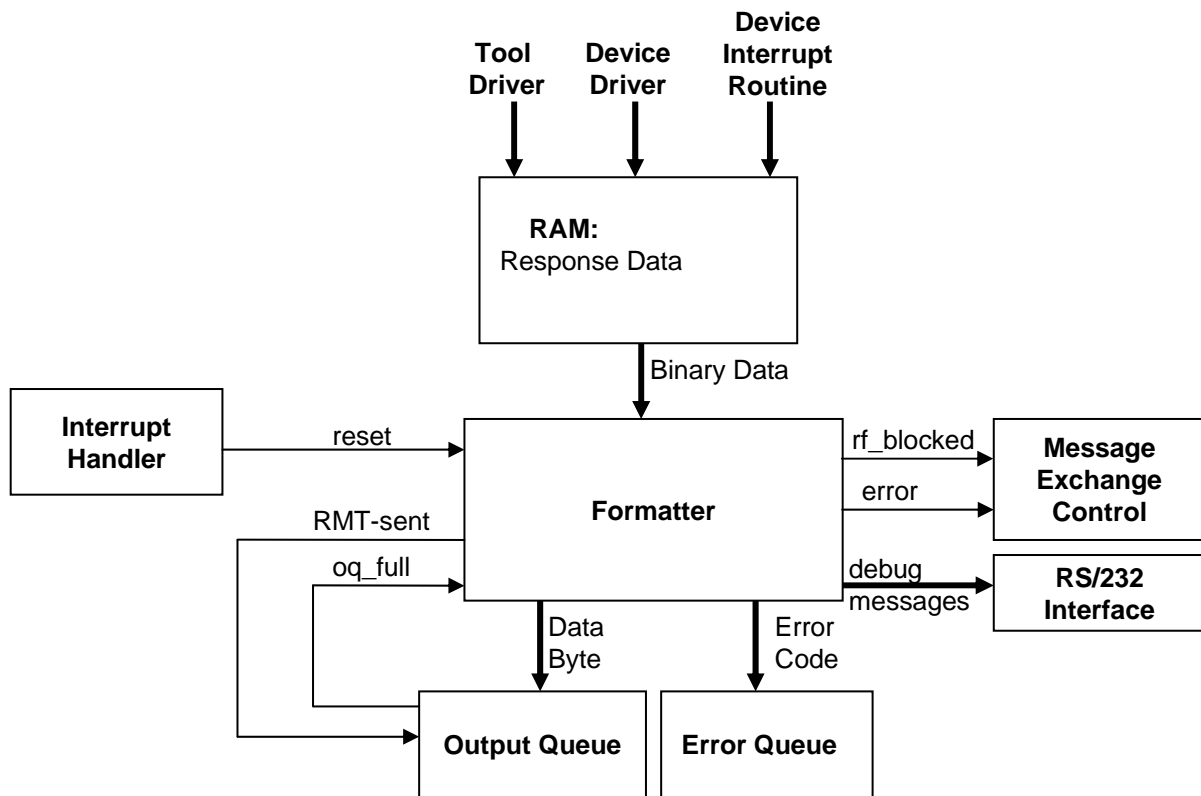 Tool
Driver
Device
Driver
Device
Interrupt
Routine
RAM:
Response Data
Binary Data
Interrupt
Handler
reset
RMT-sent
oq_full
Formatter
rf_blocked
error
Message
Exchange
Control
debug
messages
RS/232
Interface
Data
Byte
Error
Code
Output Queue
Error Queue